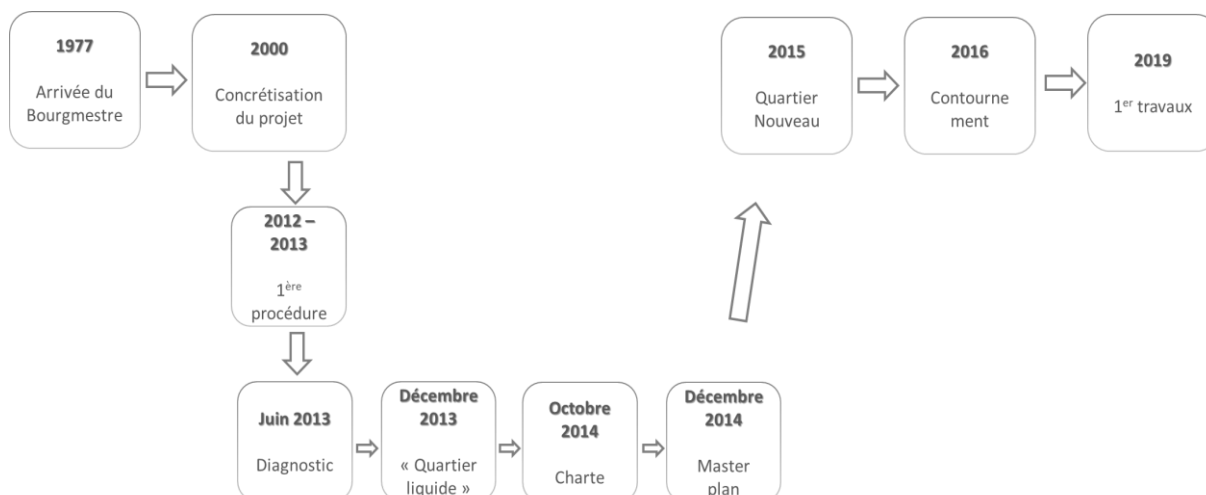 1977
Arrivée du
Bourgmestre
2000
Concrétisation
du projet
2012 –
2013
1ère
procédure
Juin 2013
Diagnostic
Décembre
2013
« Quartier
liquide »
Octobre
2014
Charte
Décembre
2014
Master
plan
2015
Quartier
Nouveau
2016
Contourne
ment
2019
1er travaux